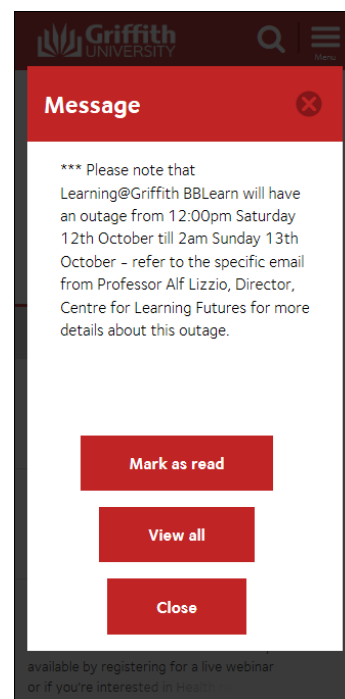 Griffith
UNIVERSITY
Menu
Message
*** Please note that
Learning@Griffith BBLearn will have
an outage from 12:00pm Saturday
12th October till 2am Sunday 13th
October – refer to the specific email
from Professor Alf Lizzio, Director,
Centre for Learning Futures for more
details about this outage.
Mark as read
View all
Close
available by registering for a live webinar
or if you're interested in